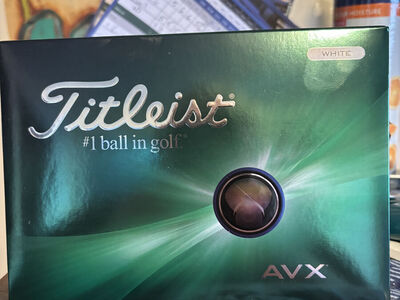 WHITE
Titleist®
#1 ball in golf.®
AVX